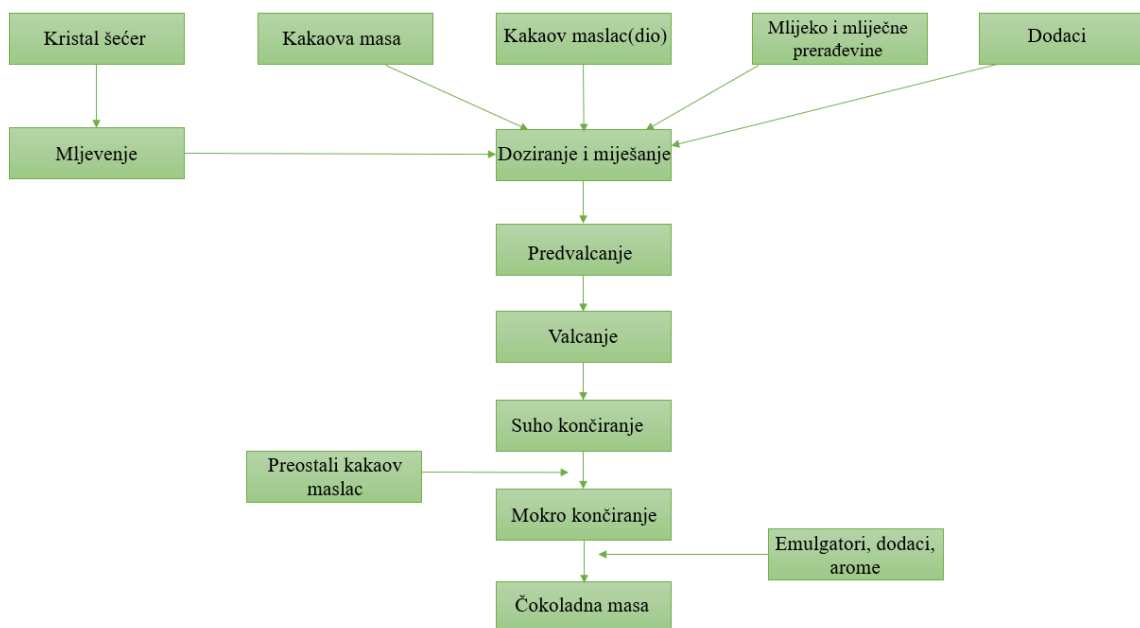 Kristal šećer
Kakaova masa
Kakaov maslac(dio)
Mlijeko i mliječne
prerađevine
Dodaci
Mljevenje
Doziranje i miješanje
Predvalcanje
Valcanje
Suho končiranje
Preostali kakaov
maslac
Mokro končiranje
Emulgatori, dodaci,
arome
Čokoladna masa